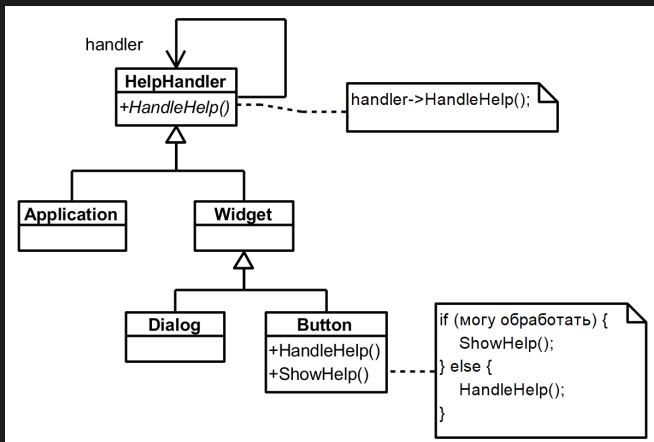 handler
HelpHandler
+HandleHelp()
handler->HandleHelp();
Application
Widget
Dialog
Button
+HandleHelp()
+ShowHelp()
if (могу обработать) {
ShowHelp();
} else {
HandleHelp();
}